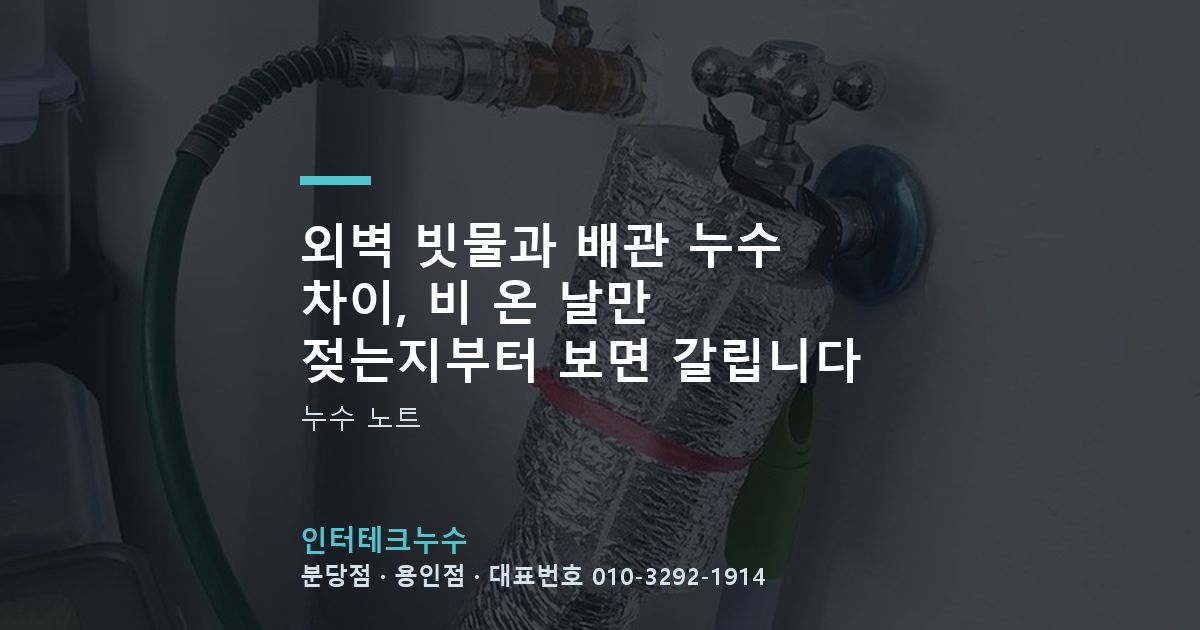 외벽 빗물과 배관 누수
차이, 비 온 날만
젖는지부터 보면 갈립니다
누수 노트
인터테크누수
분당점 · 용인점 · 대표번호 010-3292-1914